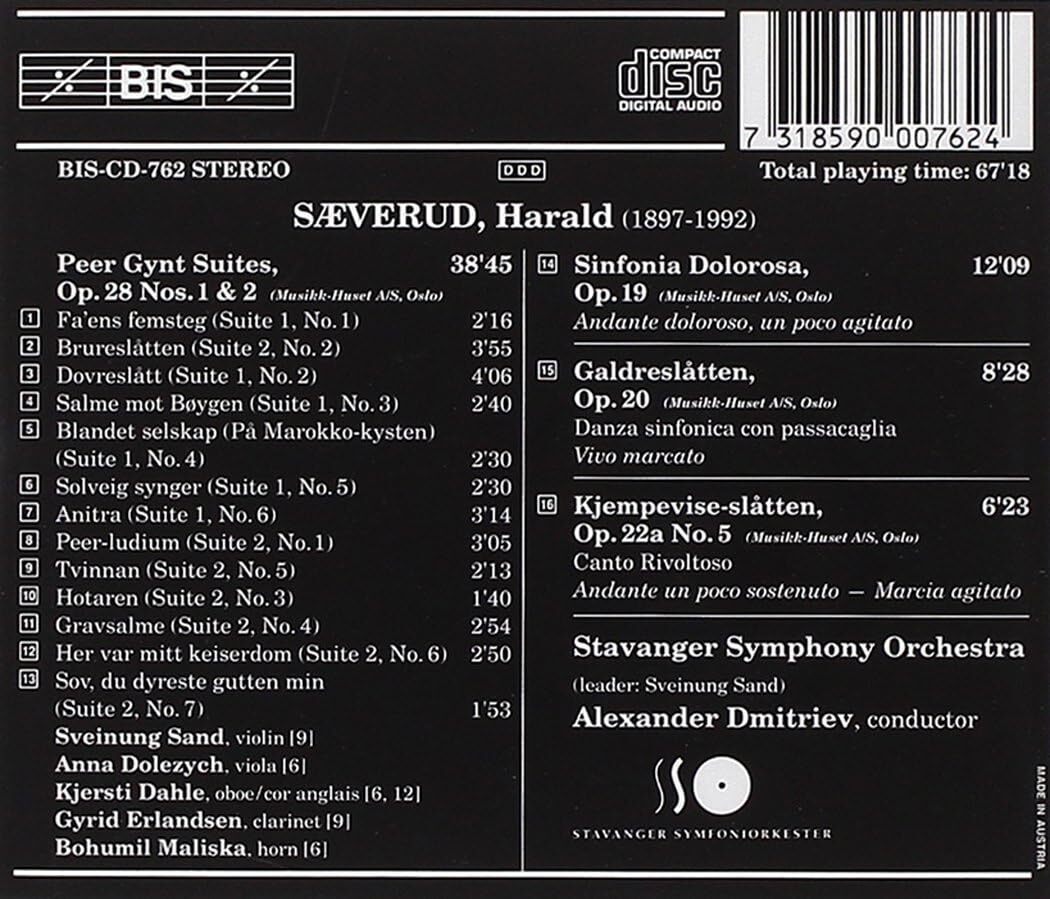 BIS
COMPACT
disc
DIGITAL AUDIO
7 318590 007624
BIS-CD-762 STEREO
DDD
Total playing time: 67'18
SÆVERUD, Harald (1897-1992)
Peer Gynt Suites, 38'45
Op. 28 Nos. 1 & 2 (Musikk-Huset A/S, Oslo)
1 Fa'ens femsteg (Suite 1, No. 1) 2'16
2 Brureslåtten (Suite 2, No. 2) 3'55
3 Dovreslått (Suite 1, No. 2) 4'06
4 Salme mot Bøygen (Suite 1, No. 3) 2'40
5 Blandet selskap (På Marokko-kysten)
(Suite 1, No. 4) 2'30
6 Solveig synger (Suite 1, No. 5) 2'30
7 Anitra (Suite 1, No. 6) 3'14
8 Peer-ludium (Suite 2, No. 1) 3'05
9 Tvinnan (Suite 2, No. 5) 2'13
10 Hotaren (Suite 2, No. 3) 1'40
11 Gravsalme (Suite 2, No. 4) 2'54
12 Her var mitt keiserdom (Suite 2, No. 6) 2'50
13 Sov, du dyreste gutten min
(Suite 2, No. 7) 1'53
Sveinung Sand, violin [9]
Anna Dolezych, viola [6]
Kjersti Dahle, oboe/cor anglais [6, 12]
Gyrid Erlandsen, clarinet [9]
Bohumil Maliska, horn [6]
14 Sinfonia Dolorosa, 12'09
Op. 19 (Musikk-Huset A/S, Oslo)
Andante doloroso, un poco agitato
15 Galdreslåtten, 8'28
Op. 20 (Musikk-Huset A/S, Oslo)
Danza sinfonica con passacaglia
Vivo marcato
16 Kjempevise-slåtten, 6'23
Op. 22a No. 5 (Musikk-Huset A/S, Oslo)
Canto Rivoltoso
Andante un poco sostenuto — Marcia agitato
Stavanger Symphony Orchestra
(leader: Sveinung Sand)
Alexander Dmitriev, conductor
SSO
STAVANGER SYMFONIORKESTER
MADE IN AUSTRIA